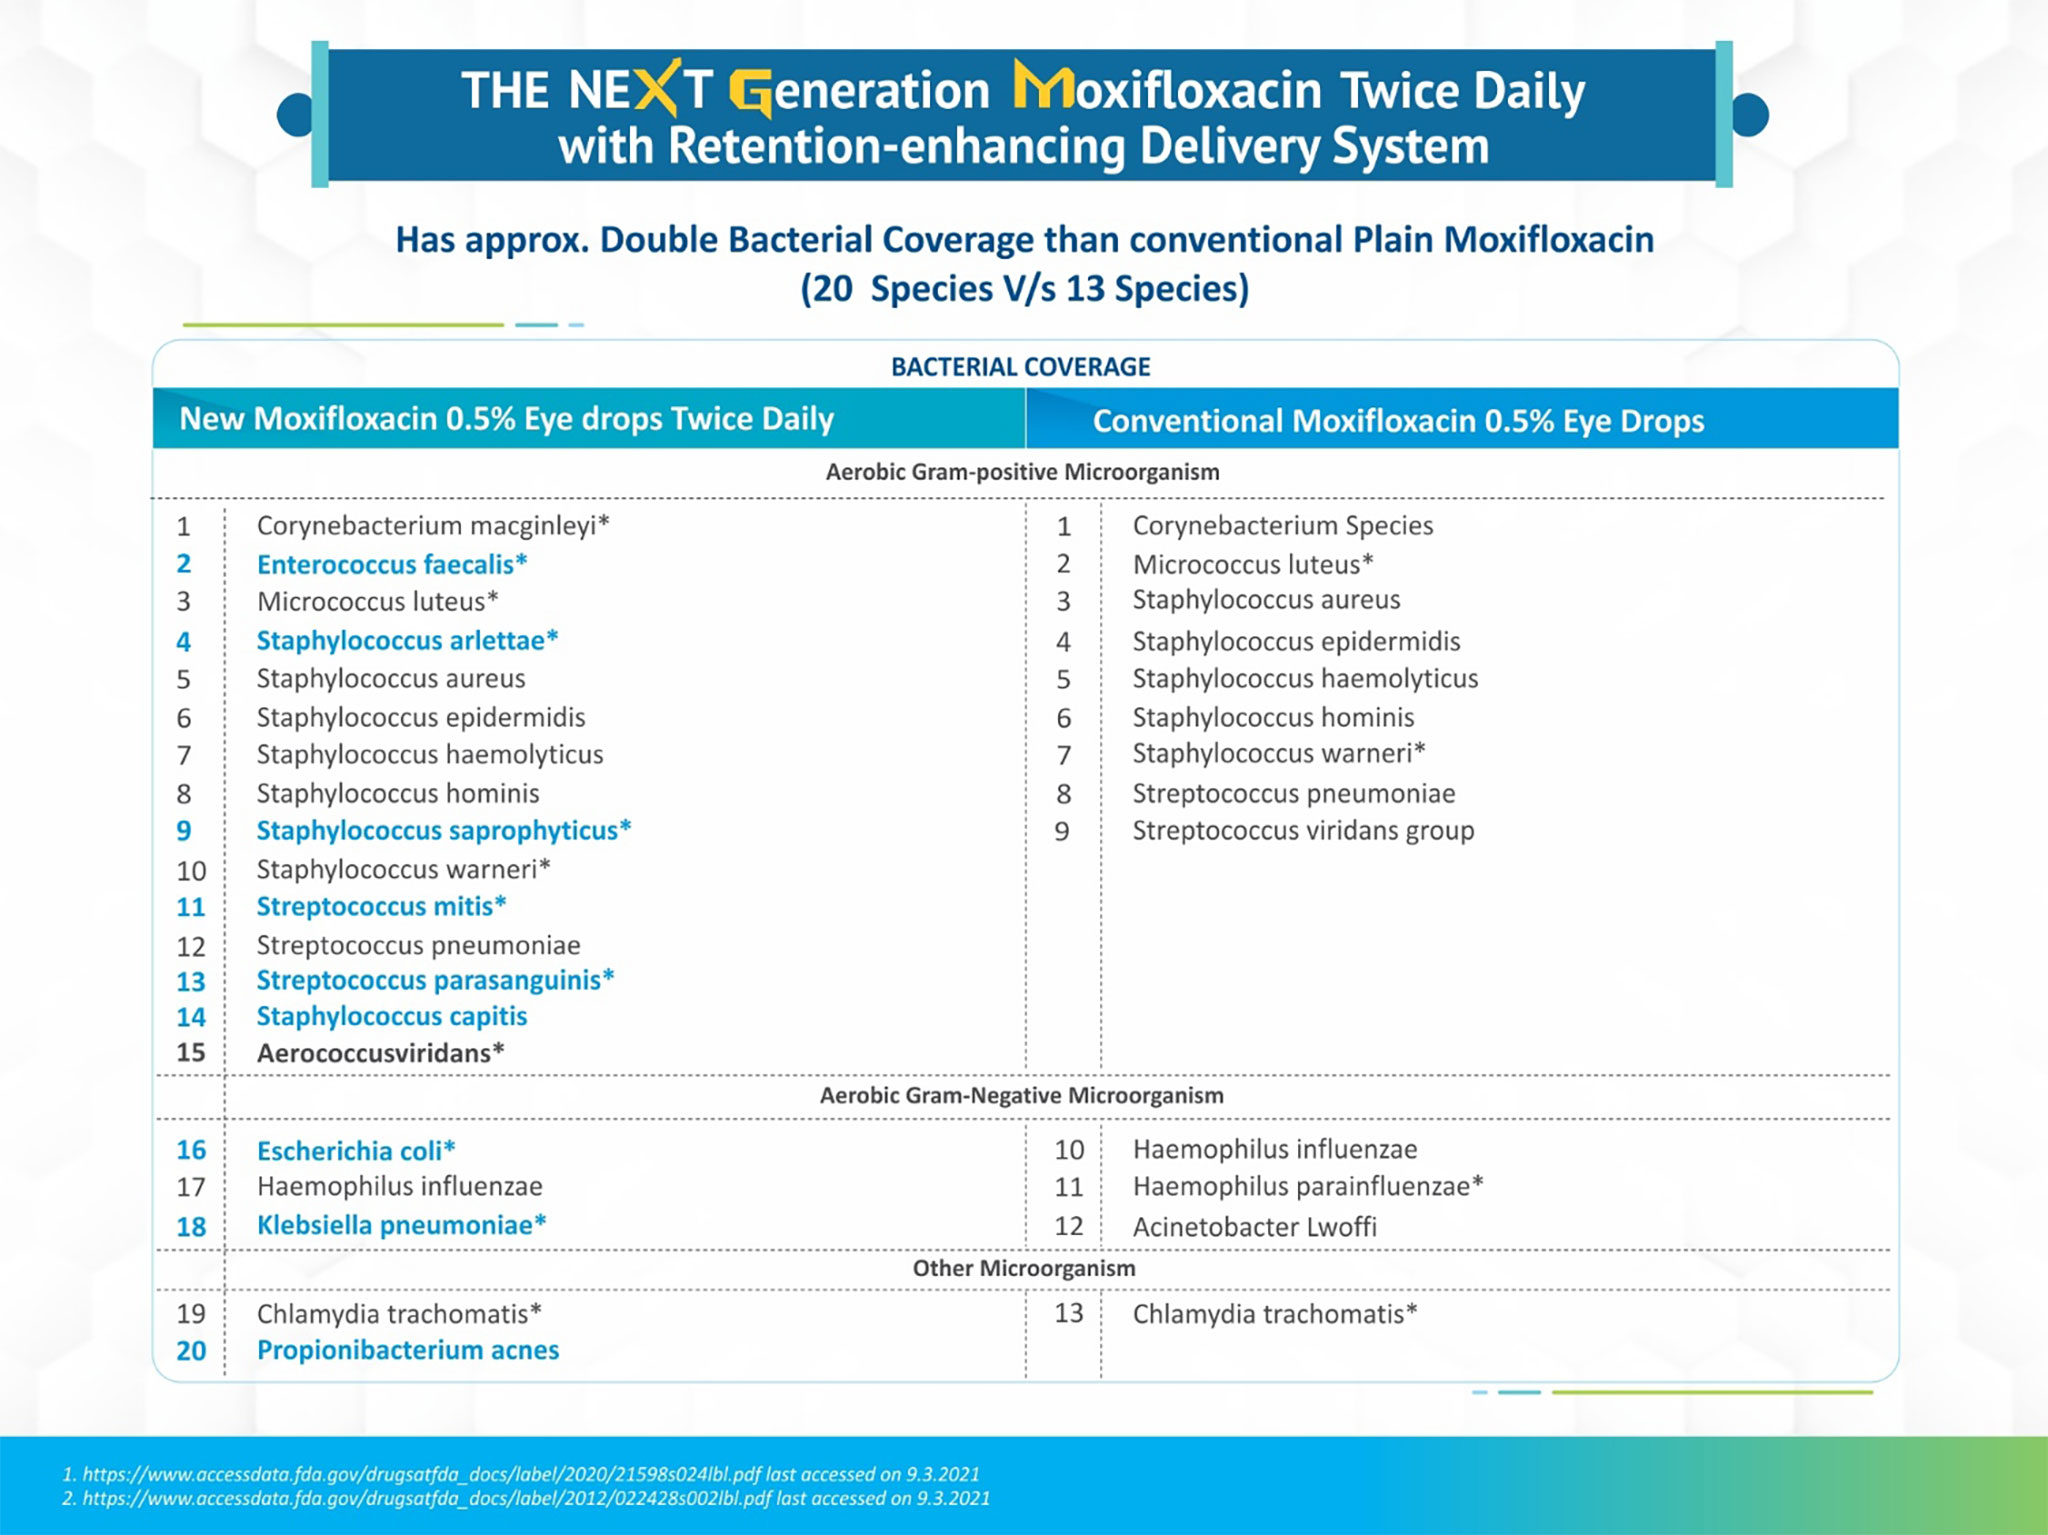 THE NEXT Generation Moxifloxacin Twice Daily
with Retention-enhancing Delivery System
Has approx. Double Bacterial Coverage than conventional Plain Moxifloxacin
(20 Species V/s 13 Species)
BACTERIAL COVERAGE
New Moxifloxacin 0.5% Eye drops Twice Daily
Conventional Moxifloxacin 0.5% Eye Drops
Aerobic Gram-positive Microorganism
1 Corynebacterium macginleyi*
2 Enterococcus faecalis*
3 Micrococcus luteus*
4 Staphylococcus arlettae*
5 Staphylococcus aureus
6 Staphylococcus epidermidis
7 Staphylococcus haemolyticus
8 Staphylococcus hominis
9 Staphylococcus saprophyticus*
10 Staphylococcus warneri*
11 Streptococcus mitis*
12 Streptococcus pneumoniae
13 Streptococcus parasanguinis*
14 Staphylococcus capitis
15 Aerococcusviridans*
1 Corynebacterium Species
2 Micrococcus luteus*
3 Staphylococcus aureus
4 Staphylococcus epidermidis
5 Staphylococcus haemolyticus
6 Staphylococcus hominis
7 Staphylococcus warneri*
8 Streptococcus pneumoniae
9 Streptococcus viridans group
Aerobic Gram-Negative Microorganism
16 Escherichia coli*
17 Haemophilus influenzae
18 Klebsiella pneumoniae*
10 Haemophilus influenzae
11 Haemophilus parainfluenzae*
12 Acinetobacter Lwoffi
Other Microorganism
19 Chlamydia trachomatis*
20 Propionibacterium acnes
13 Chlamydia trachomatis*
1. https://www.accessdata.fda.gov/drugsatfda_docs/label/2020/21598s024lbl.pdf last accessed on 9.3.2021
2. https://www.accessdata.fda.gov/drugsatfda_docs/label/2012/022428s002lbl.pdf last accessed on 9.3.2021